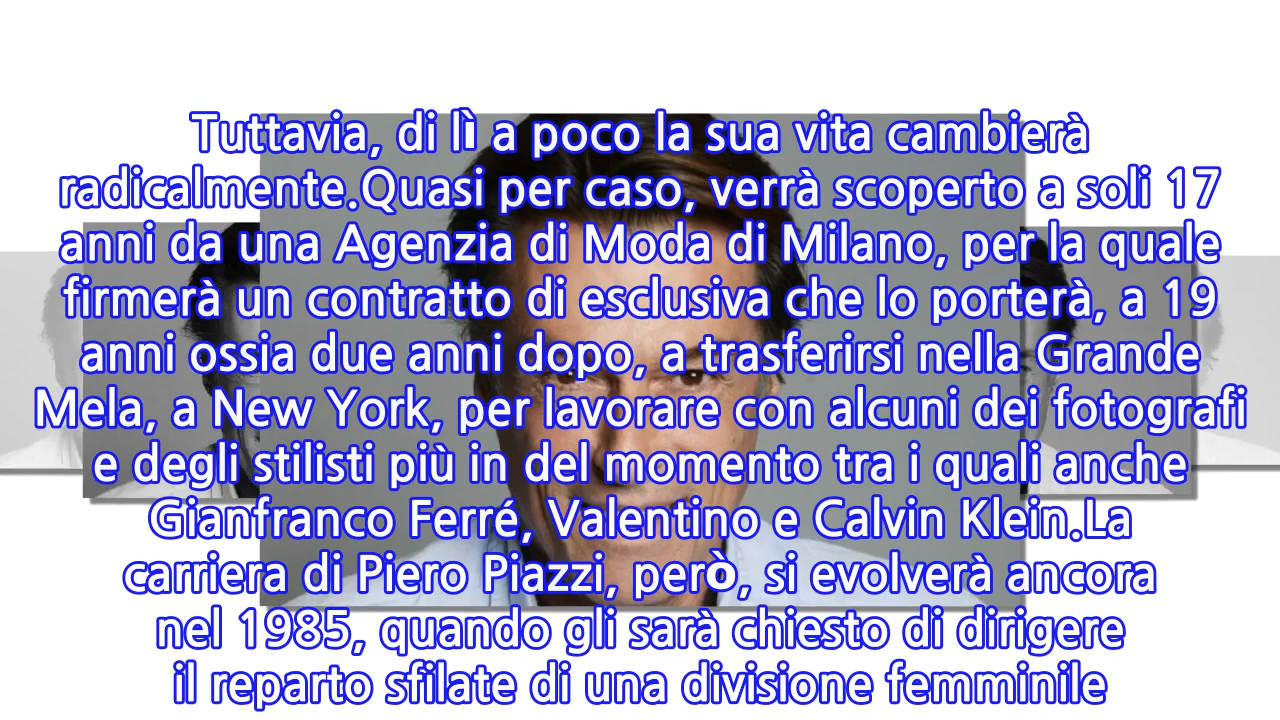 Tuttavia, di lì a poco la sua vita cambierà
radicalmente.Quasi per caso, verrà scoperto a soli 17
anni da una Agenzia di Moda di Milano, per la quale
firmerà un contratto di esclusiva che lo porterà, a 19
anni ossia due anni dopo, a trasferirsi nella Grande
Mela, a New York, per lavorare con alcuni dei fotografi
e degli stilisti più in del momento tra i quali anche
Gianfranco Ferré, Valentino e Calvin Klein.La
carriera di Piero Piazzi, però, si evolverà ancora
nel 1985, quando gli sarà chiesto di dirigere
il reparto sfilate di una divisione femminile